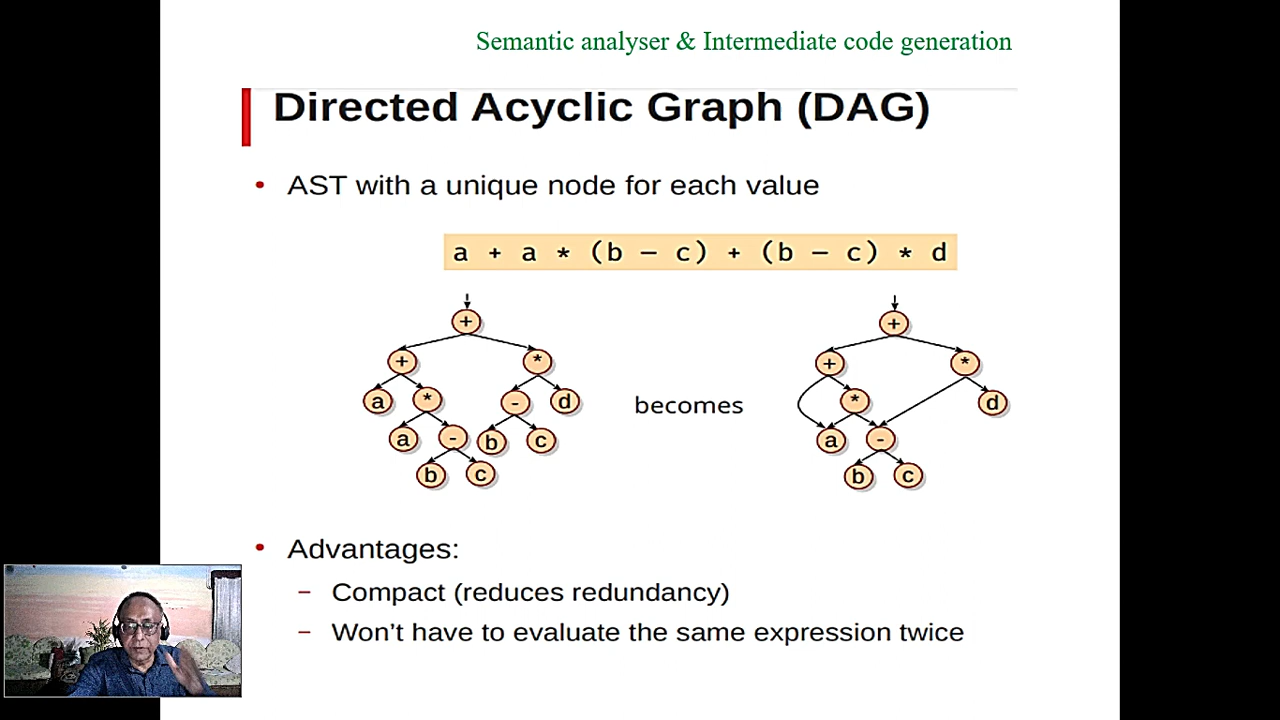 Semantic analyser & Intermediate code generation
Directed Acyclic Graph (DAG)
• AST with a unique node for each value
a + a * (b – c) + (b – c) * d
+
+ *
a * - d
a - b c
b c
becomes
+
+ *
* d
a -
b c
• Advantages:
– Compact (reduces redundancy)
– Won't have to evaluate the same expression twice